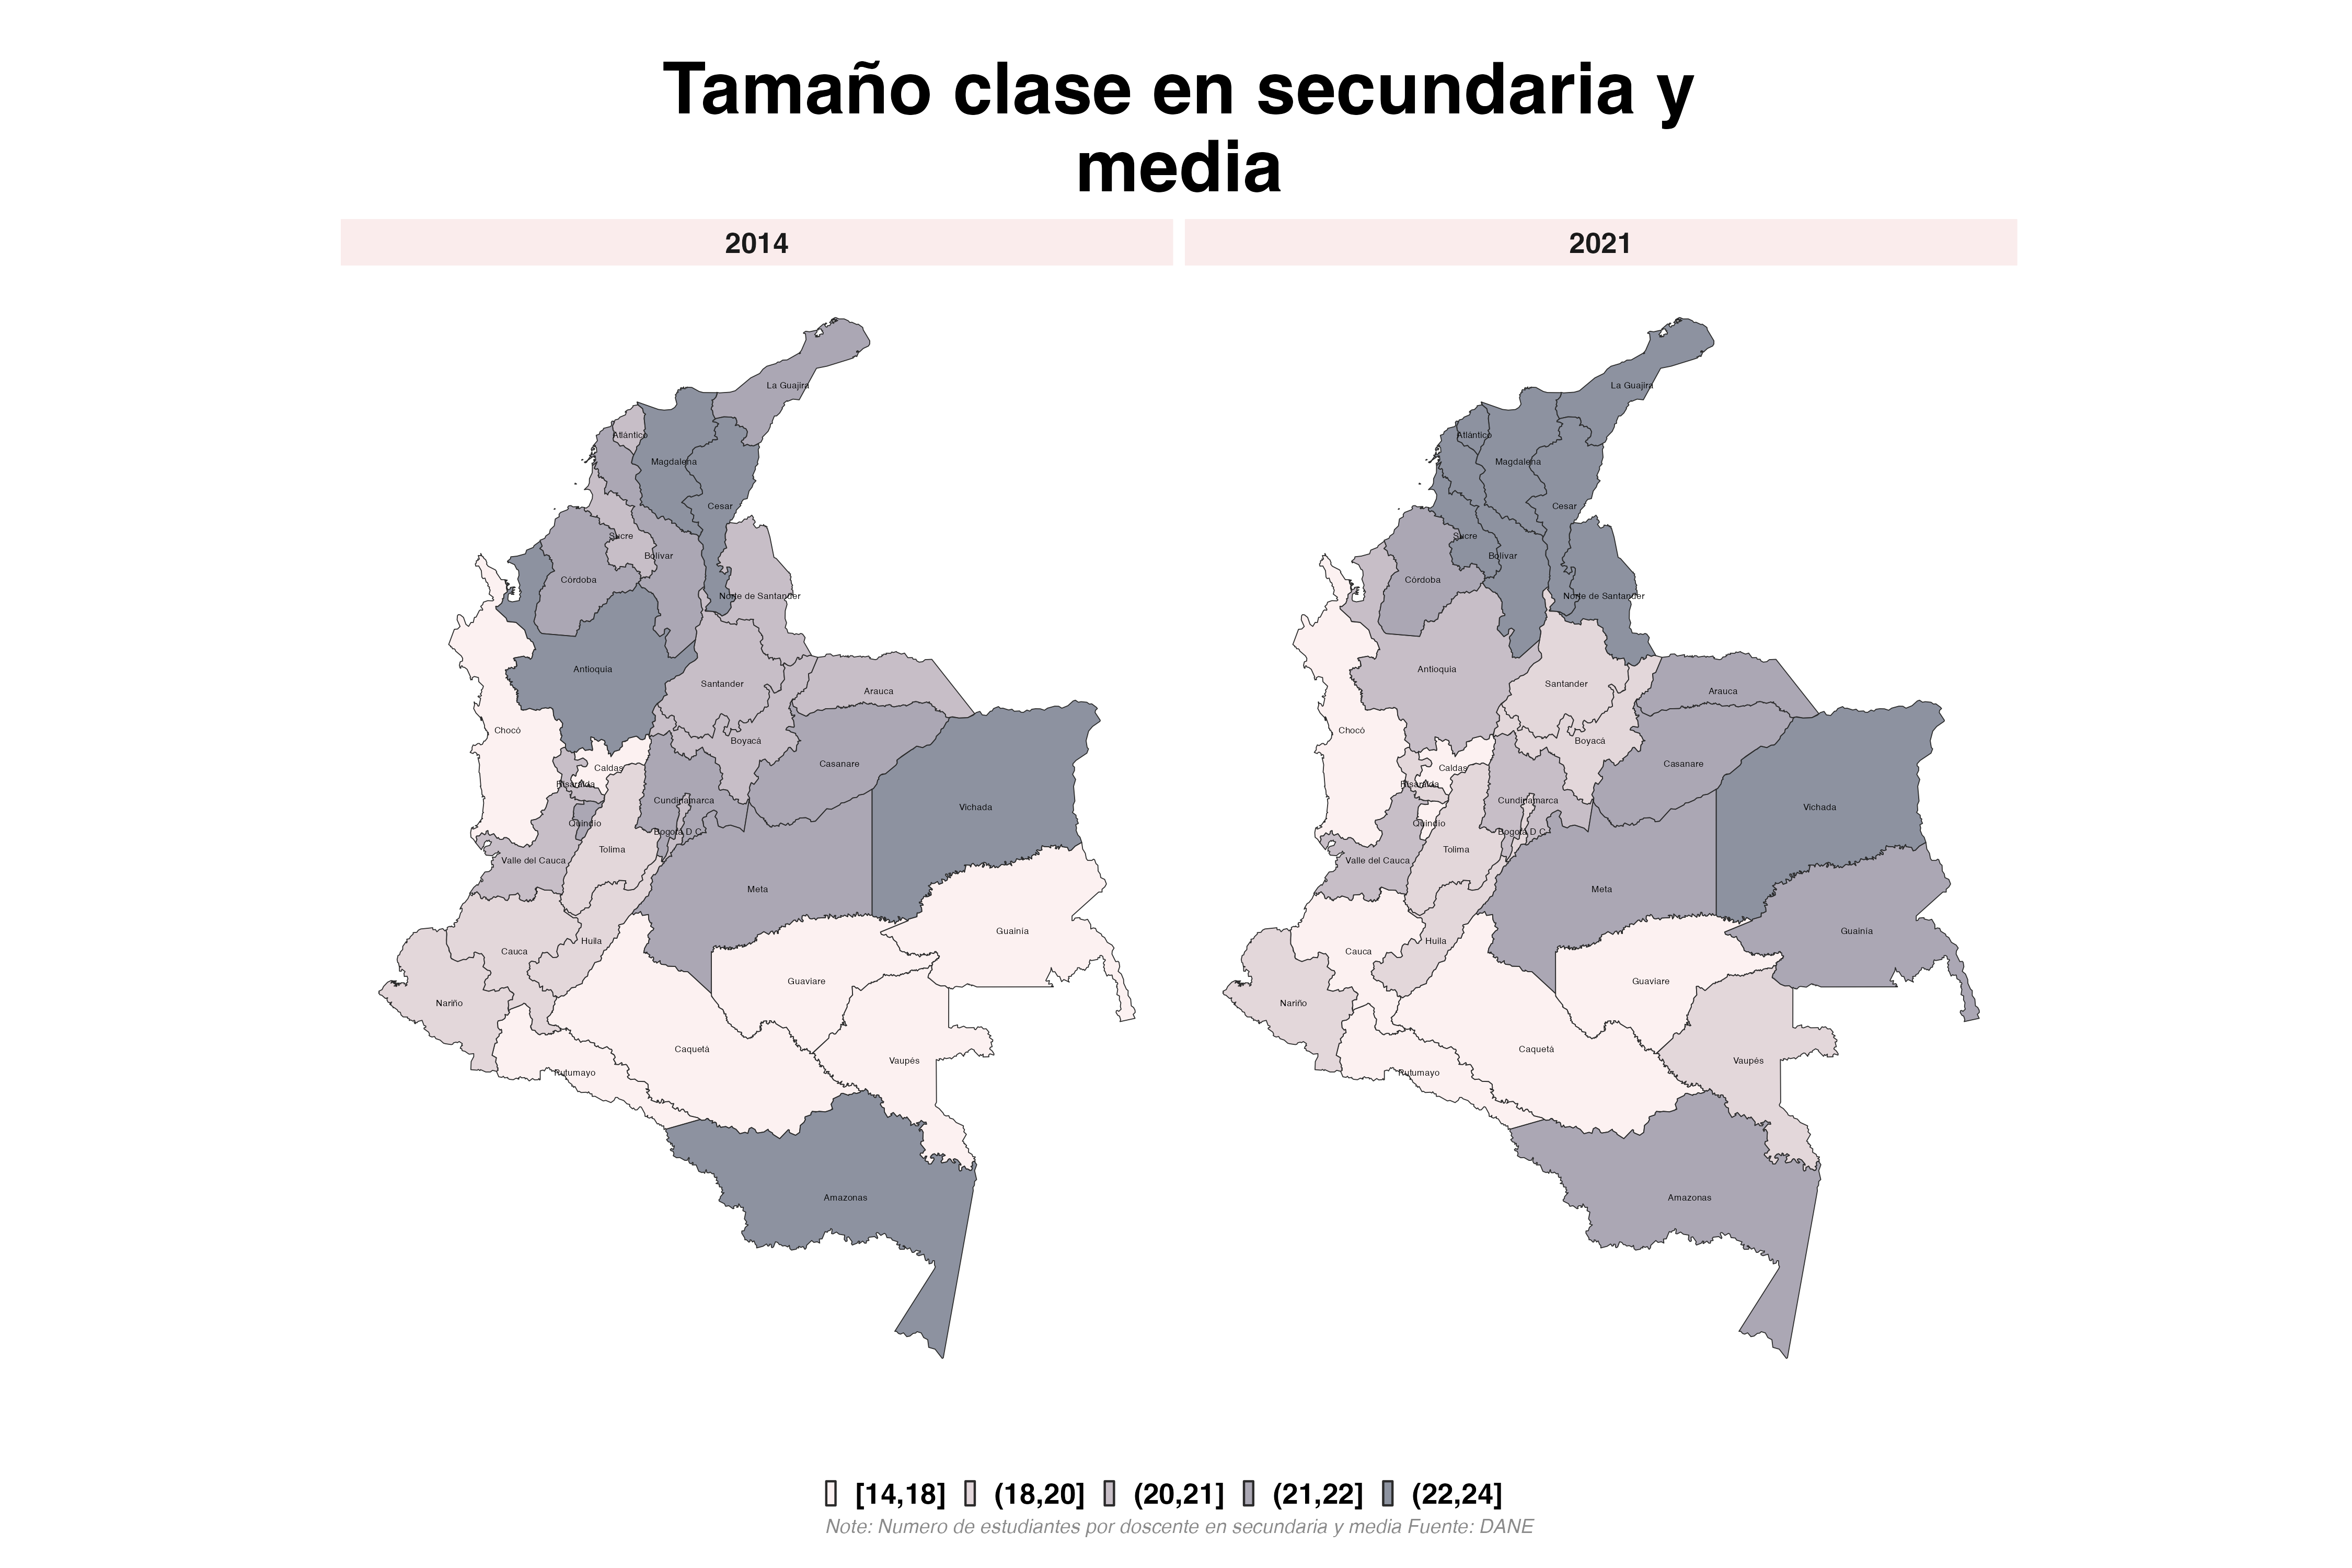 Tamaño clase en secundaria y
media
2014
2021
La Guajira
Atlántico
Magdalena
Cesar
Sucre
Bolívar
Córdoba
Norte de Santander
Antioquia
Santander
Arauca
Chocó
Boyacá
Casanare
Caldas
Risaralda
Cundinamarca
Vichada
Quindío
Bogotá D.C.
Tolima
Valle del Cauca
Meta
Guainía
Huila
Cauca
Guaviare
Nariño
Caquetá
Vaupés
Putumayo
Amazonas
La Guajira
Atlántico
Magdalena
Cesar
Sucre
Bolívar
Córdoba
Norte de Santander
Antioquia
Santander
Arauca
Chocó
Boyacá
Casanare
Caldas
Risaralda
Cundinamarca
Vichada
Quindío
Bogotá D.C.
Tolima
Valle del Cauca
Meta
Guainía
Huila
Cauca
Guaviare
Nariño
Caquetá
Vaupés
Putumayo
Amazonas
[14,18] (18,20] (20,21] (21,22] (22,24]
Note: Numero de estudiantes por doscente en secundaria y media Fuente: DANE